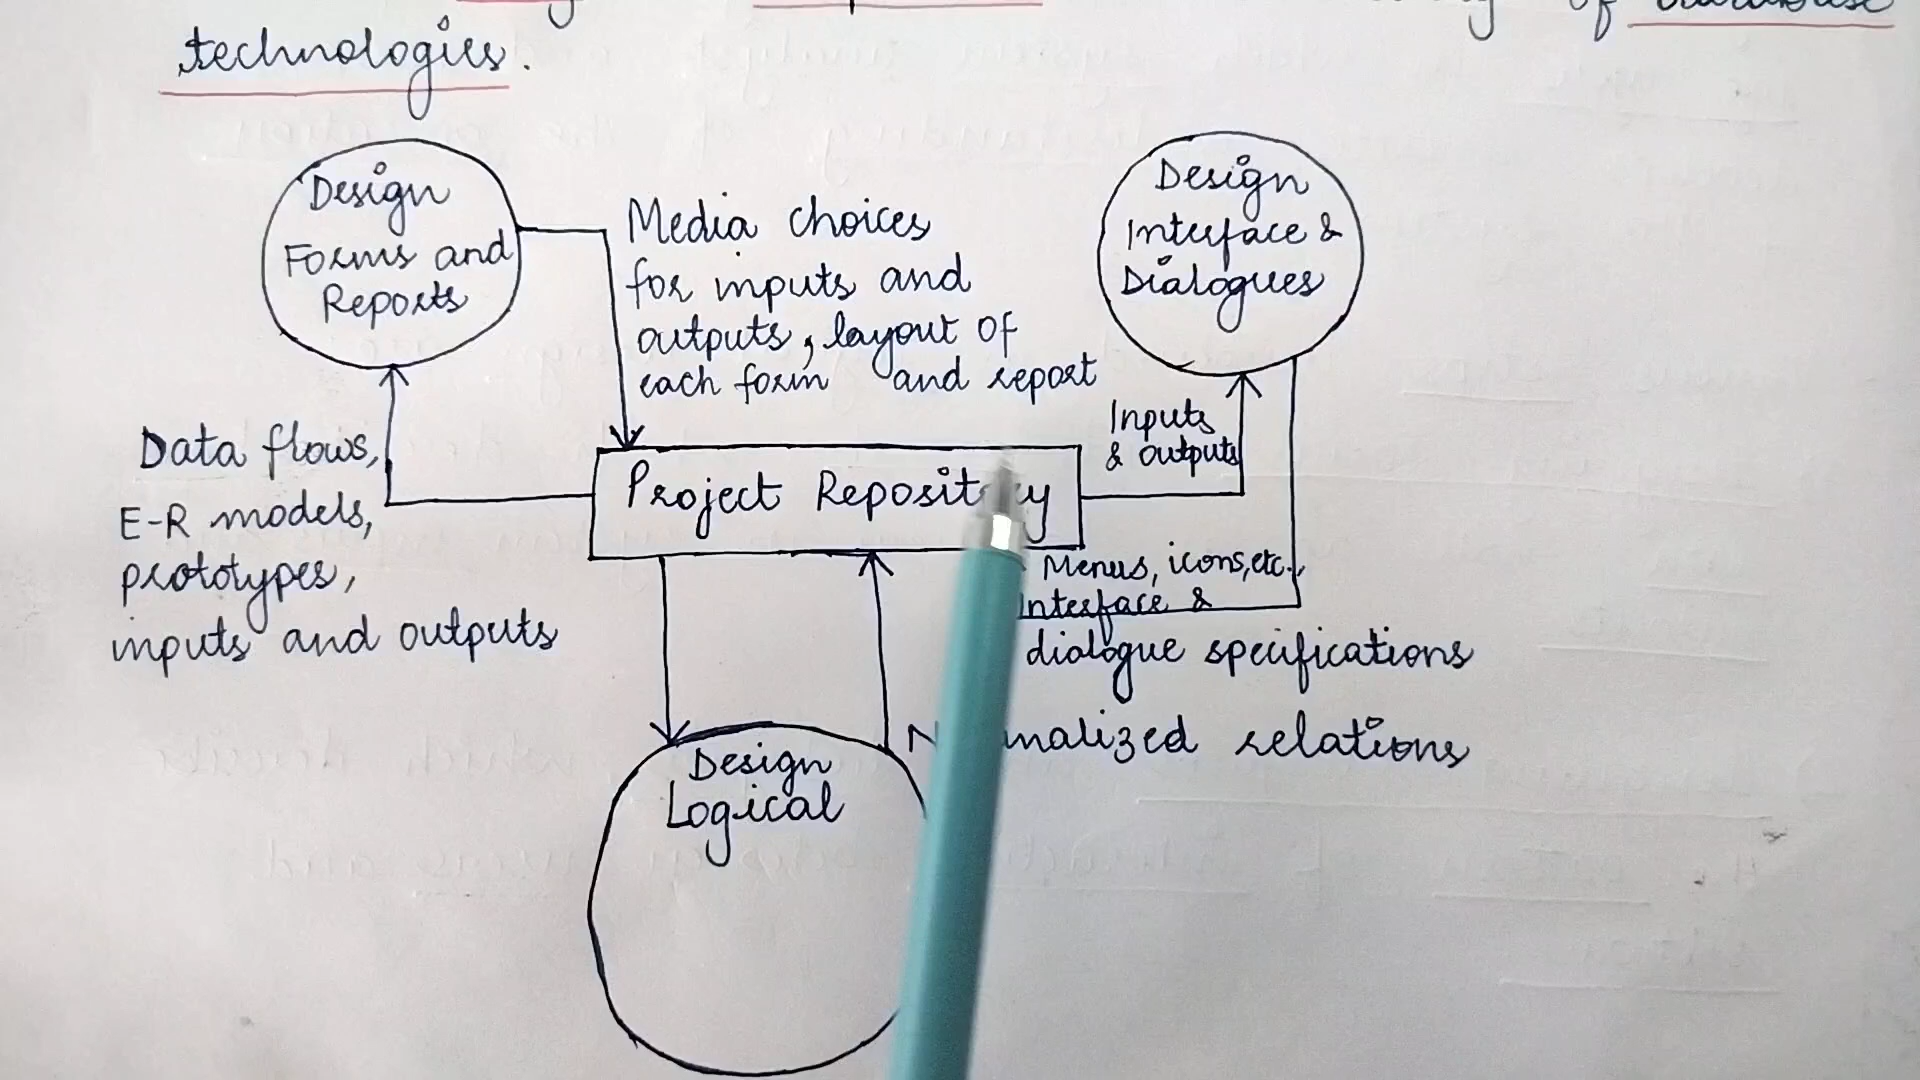 of
technologies.
Design
Forms and
Reports
Media choices
for inputs and
outputs, layout of
each form and report
Design
Interface &
Dialogues
Data flows,
E-R models,
prototypes,
inputs and outputs
Project Repository
Inputs
& outputs
Menus, icons, etc.,
Interface &
dialogue specifications
relations
Design
Logical